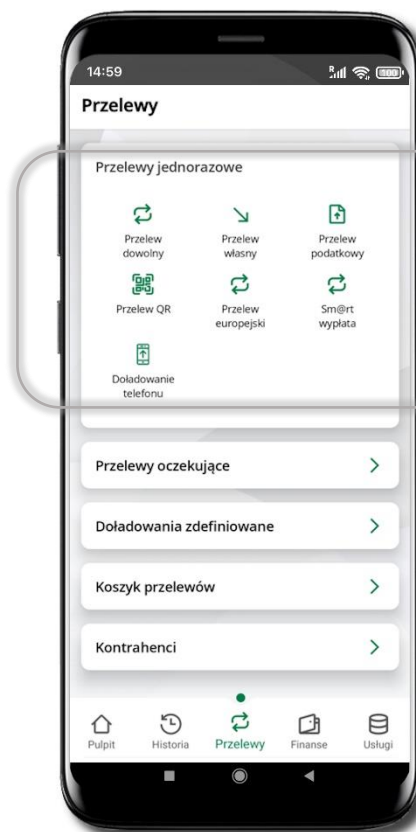 14:59
R
100
Przelewy
Przelewy jednorazowe
Przelew
dowolny
Przelew
własny
Przelew
podatkowy
Przelew QR
Przelew
europejski
Sm@rt
wypłata
Doładowanie
telefonu
Przelewy oczekujące
Doładowania zdefiniowane
Koszyk przelewów
Kontrahenci
Pulpit
Historia
Przelewy
Finanse
Usługi